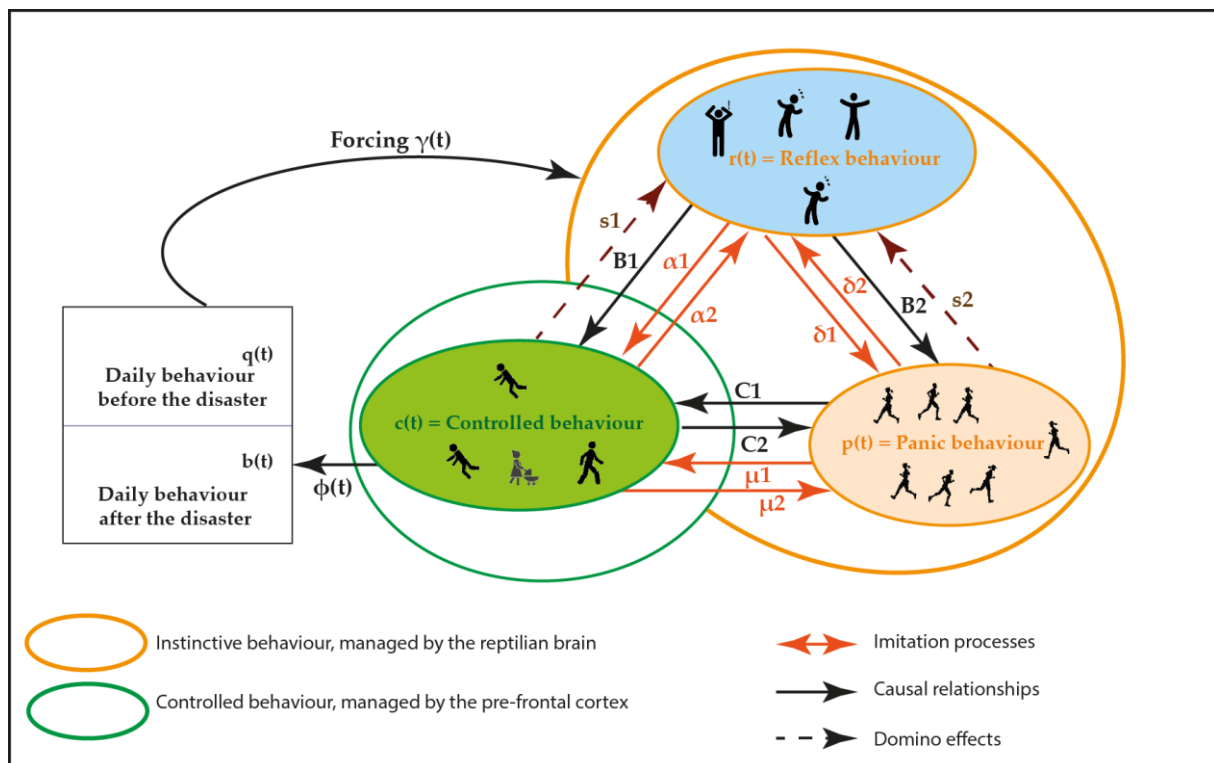 Forcing γ(t)
r(t) = Reflex behaviour
s1
B1
α1
α2
δ2
δ1
B2
s2
q(t)
Daily behaviour
before the disaster
b(t)
Daily behaviour
after the disaster
ϕ(t)
c(t) = Controlled behaviour
C1
C2
μ1
μ2
p(t) = Panic behaviour
Instinctive behaviour, managed by the reptilian brain
Controlled behaviour, managed by the pre-frontal cortex
Imitation processes
Causal relationships
Domino effects